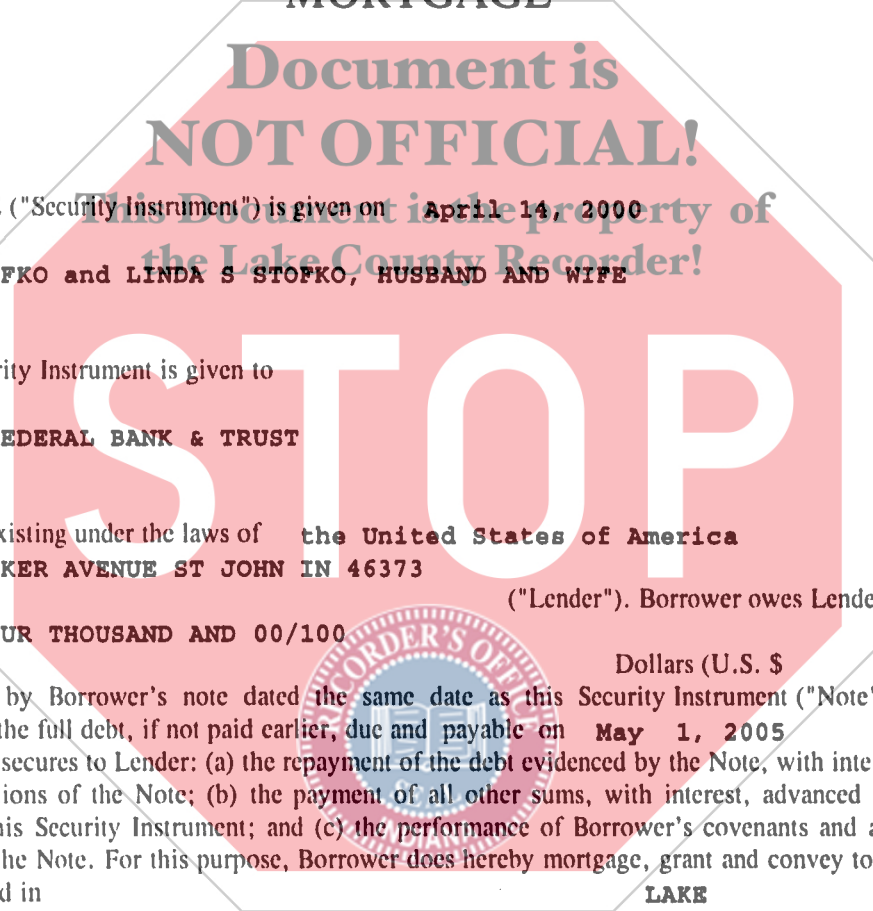 MORTGAGE
Document is
NOT OFFICIAL!
("Security Instrument") is given on April 14, 2000
This Document is the property of
the Lake County Recorder!
FKO and LINDA S STOFKO, HUSBAND AND WIFE
rity Instrument is given to
EDERAL BANK & TRUST
STOP
xisting under the laws of the United States of America
KER AVENUE ST JOHN IN 46373
("Lender"). Borrower owes Lende
UR THOUSAND AND 00/100
RECORDER'S OFFICE
Dollars (U.S. $
by Borrower's note dated the same date as this Security Instrument ("Note"
the full debt, if not paid earlier, due and payable on May 1, 2005
secures to Lender: (a) the repayment of the debt evidenced by the Note, with inte
ions of the Note; (b) the payment of all other sums, with interest, advanced
his Security Instrument; and (c) the performance of Borrower's covenants and a
INDIANA
he Note. For this purpose, Borrower does hereby mortgage, grant and convey to
d in LAKE